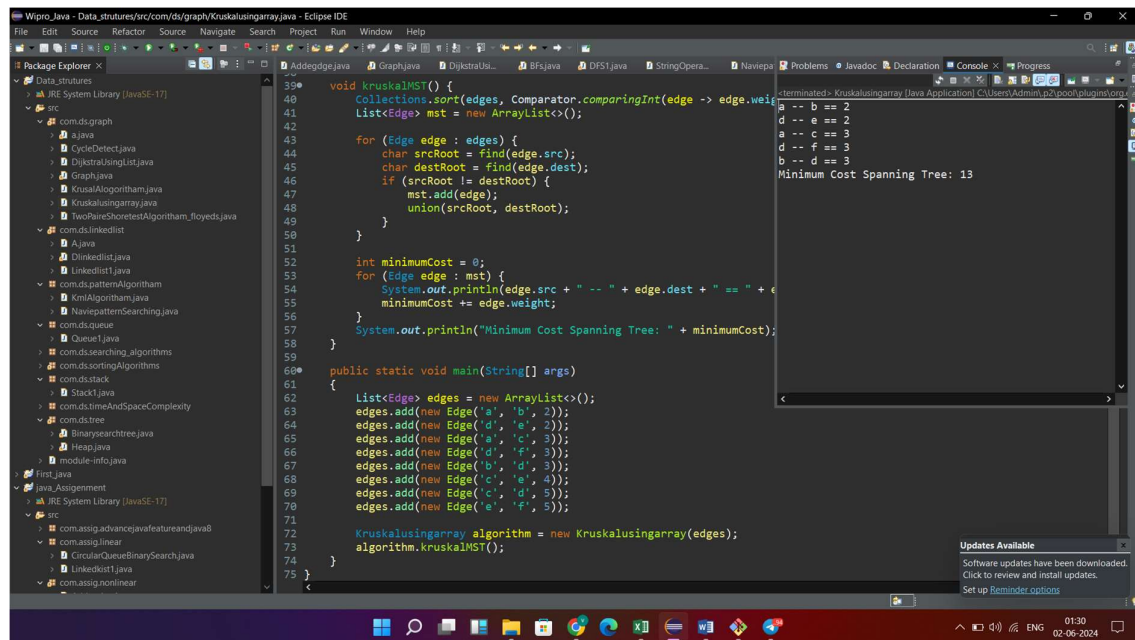 Wipro_Java - Data_strutures/src/com/ds/graph/Kruskalusingarray.java - Eclipse IDE
File Edit Source Refactor Source Navigate Search Project Run Window Help
Package Explorer
Data_strutures
JRE System Library [JavaSE-17]
src
com.ds.graph
a.java
CycleDetect.java
DijkstraUsingList.java
Graph.java
KrusalAlogoritham.java
Kruskalusingarray.java
TwoPaireShoretestAlgoritham_floyeds.java
com.ds.linkedlist
A.java
Dlinkedlist.java
Linkedlist1.java
com.ds.patternAlgoritham
KmlAlgoritham.java
NaviepaternSearching.java
com.ds.queue
Queue1.java
com.ds.searching_algorithms
com.ds.sortingAlgorithms
com.ds.stack
Stack1.java
com.ds.timeAndSpaceComplexity
com.ds.tree
Binarysearchtree.java
Heap.java
module-info.java
First_java
java_Assigenment
JRE System Library [JavaSE-17]
src
com.assig.advancejavafeatureandjava8
com.assig.linear
CircularQueueBinarySearch.java
Linkedkist1.java
com.assig.nonlinear
Addegdge.java Graph.java DijkstraUsi... BFs.java DFS1.java StringOpera... Naviepa
39 void kruskalMST() {
40 Collections.sort(edges, Comparator.comparingInt(edge -> edge.weig
41 List<Edge> mst = new ArrayList<>();
42
43 for (Edge edge : edges) {
44 char srcRoot = find(edge.src);
45 char destRoot = find(edge.dest);
46 if (srcRoot != destRoot) {
47 mst.add(edge);
48 union(srcRoot, destRoot);
49 }
50 }
51
52 int minimumCost = 0;
53 for (Edge edge : mst) {
54 System.out.println(edge.src + " -- " + edge.dest + " == " + e
55 minimumCost += edge.weight;
56 }
57 System.out.println("Minimum Cost Spanning Tree: " + minimumCost);
58 }
59
60 public static void main(String[] args)
61 {
62 List<Edge> edges = new ArrayList<>();
63 edges.add(new Edge('a', 'b', 2));
64 edges.add(new Edge('d', 'e', 2));
65 edges.add(new Edge('a', 'c', 3));
66 edges.add(new Edge('d', 'f', 3));
67 edges.add(new Edge('b', 'd', 3));
68 edges.add(new Edge('c', 'e', 4));
69 edges.add(new Edge('c', 'd', 5));
70 edges.add(new Edge('e', 'f', 5));
71
72 Kruskalusingarray algorithm = new Kruskalusingarray(edges);
73 algorithm.kruskalMST();
74 }
75 }
Problems Javadoc Declaration Console Progress
<terminated> Kruskalusingarray [Java Application] C:\Users\Admin\.p2\pool\plugins\org.
a -- b == 2
d -- e == 2
a -- c == 3
d -- f == 3
b -- d == 3
Minimum Cost Spanning Tree: 13
Updates Available
Software updates have been downloaded.
Click to review and install updates.
Set up Reminder options
ENG
01:30
02-06-2024